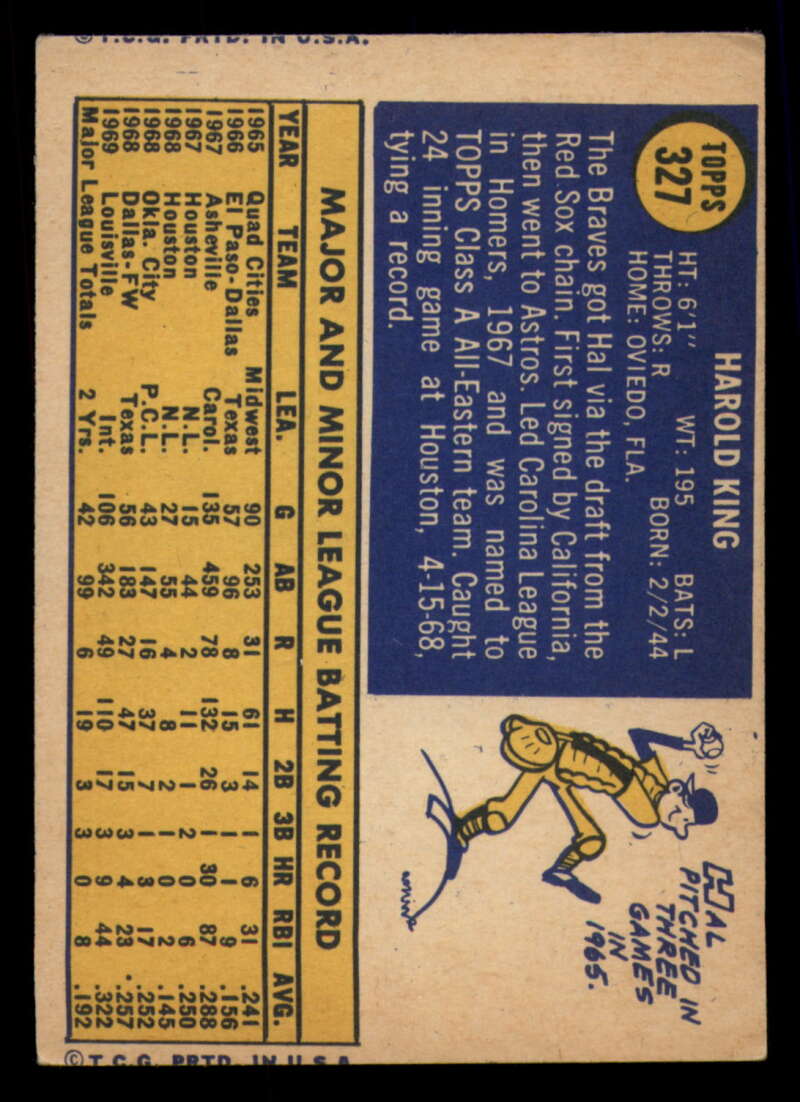 TOPPS
327
HAROLD KING
HT: 6'1" WT: 195 BATS: L
THROWS: R BORN: 2/2/44
HOME: OVIEDO, FLA.
The Braves got Hal via the draft from the
Red Sox chain. First signed by California,
then went to Astros. Led Carolina League
in Homers, 1967 and was named to
TOPPS Class A All-Eastern team. Caught
24 inning game at Houston, 4-15-68,
tying a record.
HAL
PITCHED IN
THREE
GAMES
IN
1965.
MAJOR AND MINOR LEAGUE BATTING RECORD
YEAR TEAM LEA. G AB R H 2B 3B HR RBI AVG.
1965 Quad Cities Midwest 90 253 31 61 14 1 6 31 .241
1966 El Paso-Dallas Texas 57 96 8 15 3 1 1 9 .156
1967 Asheville Carol. 135 459 78 132 26 1 30 87 .288
1967 Houston N.L. 15 44 2 11 1 2 0 6 .250
1968 Houston N.L. 27 55 4 8 2 1 0 2 .145
1968 Okla. City P.C.L. 43 147 16 37 7 1 3 17 .252
1968 Dallas-FW Texas 56 183 27 47 15 3 4 23 .257
1969 Louisville Int. 106 342 49 110 17 3 9 44 .322
Major League Totals 2 Yrs. 42 99 6 19 3 3 0 8 .192
© T.C.G. PRTD. IN U.S.A.
© T.C.G. PRTD. IN U.S.A.